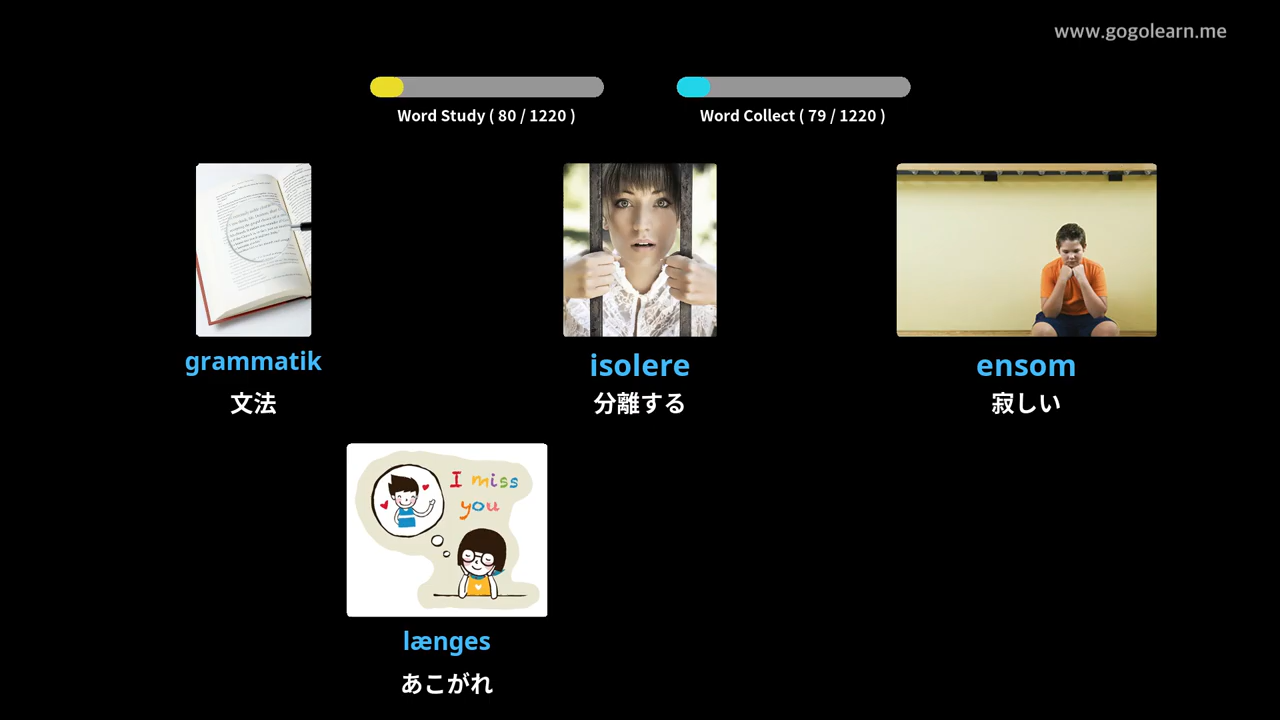 www.gogolearn.me
Word Study ( 80 / 1220 )
Word Collect ( 79 / 1220 )
grammatik
文法
isolere
分離する
ensom
寂しい
I miss
you
længes
あこがれ